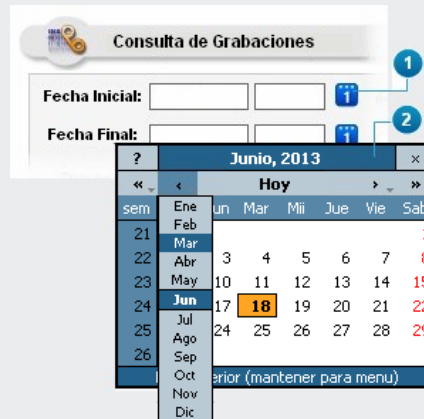 Consulta de Grabaciones
1
Fecha Inicial:
1
Fecha Final:
1
2
? Junio, 2013 ×
« ‹ Hoy › »
sem un Mar Mii Jue Vie Sab
Ene
Feb
Mar
Abr
May
Jun
Jul
Ago
Sep
Oct
Nov
Dic
21
22 3 4 5 6 7 8
23 10 11 12 13 14 15
24 17 18 19 20 21 22
25 24 25 26 27 28 29
26
erior (mantener para menu)